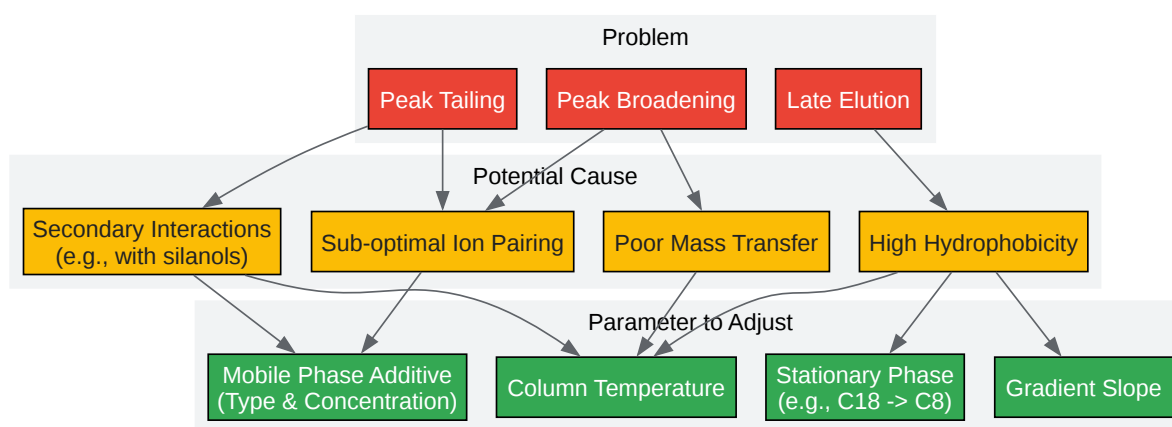 Problem
Peak Tailing
Peak Broadening
Late Elution
Potential Cause
Secondary Interactions
(e.g., with silanols)
Sub-optimal Ion Pairing
Poor Mass Transfer
High Hydrophobicity
Parameter to Adjust
Mobile Phase Additive
(Type & Concentration)
Column Temperature
Stationary Phase
(e.g., C18 -> C8)
Gradient Slope